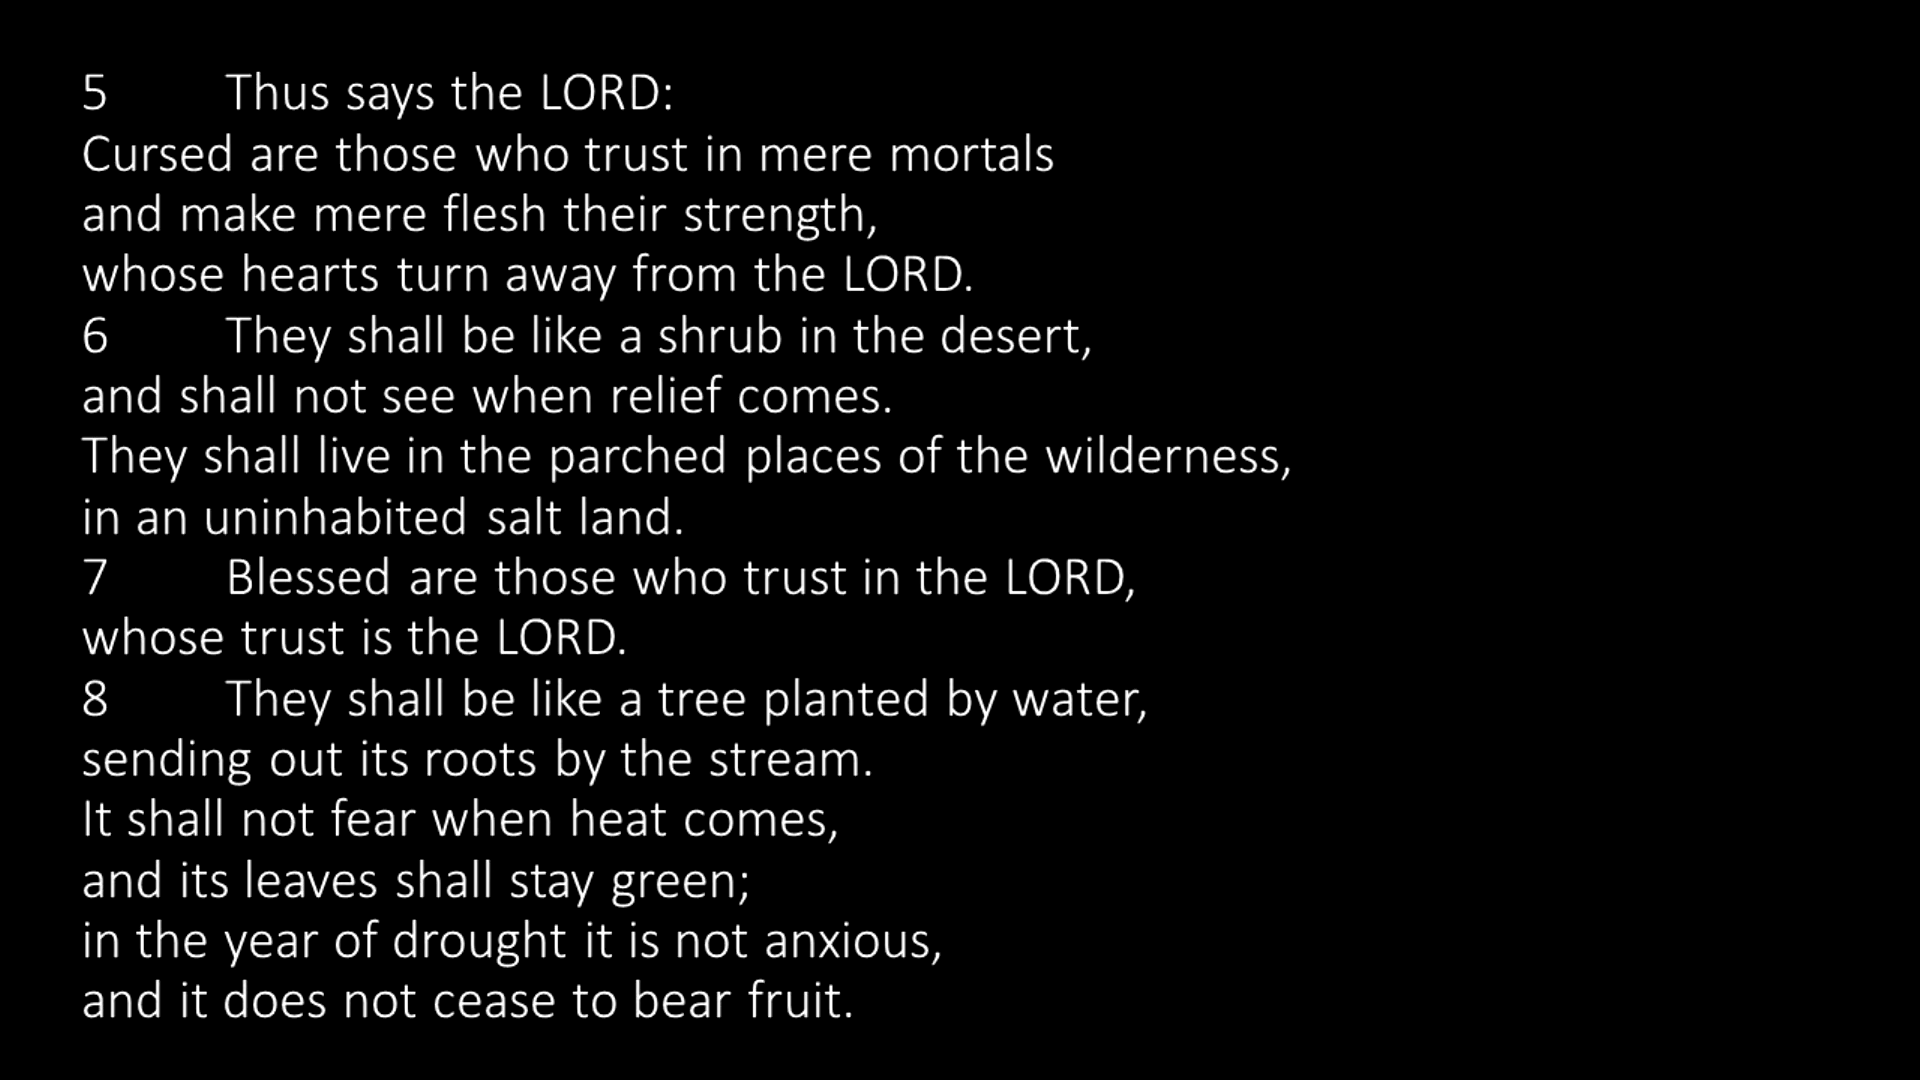 5 Thus says the LORD:
Cursed are those who trust in mere mortals
and make mere flesh their strength,
whose hearts turn away from the LORD.
6 They shall be like a shrub in the desert,
and shall not see when relief comes.
They shall live in the parched places of the wilderness,
in an uninhabited salt land.
7 Blessed are those who trust in the LORD,
whose trust is the LORD.
8 They shall be like a tree planted by water,
sending out its roots by the stream.
It shall not fear when heat comes,
and its leaves shall stay green;
in the year of drought it is not anxious,
and it does not cease to bear fruit.